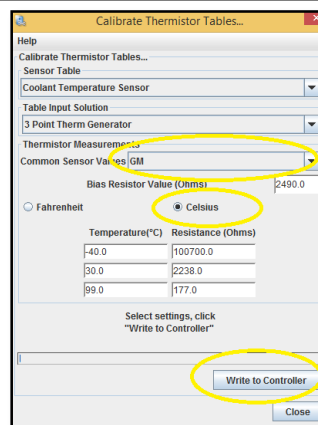 Calibrate Thermistor Tables...
Help
Calibrate Thermistor Tables...
Sensor Table
Coolant Temperature Sensor
Table Input Solution
3 Point Therm Generator
Thermistor Measurements
Common Sensor Values GM
Bias Resistor Value (Ohms) 2490.0
Fahrenheit Celsius
Temperature(°C) Resistance (Ohms)
-40.0 100700.0
30.0 2238.0
99.0 177.0
Select settings, click
"Write to Controller"
Write to Controller
Close